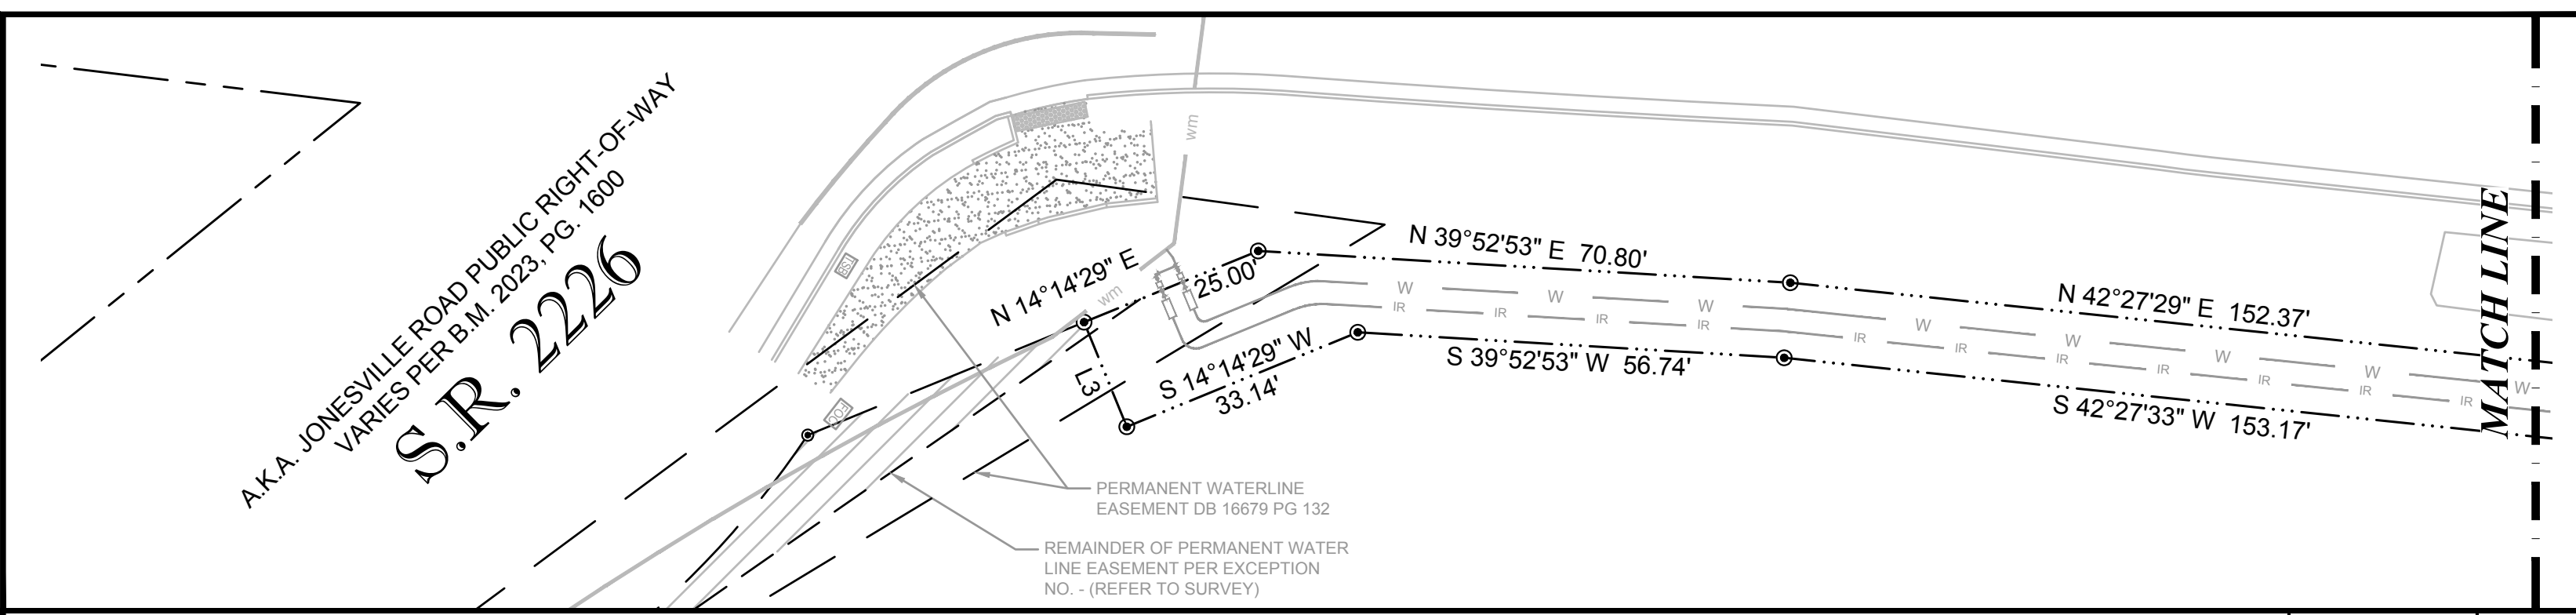 A.K.A. JONESVILLE ROAD PUBLIC RIGHT-OF-WAY
VARIES PER B.M. 2023, PG. 1600
S.R. 2226
TSB
FOC
wm
wm
N 14°14'29" E
25.00'
N 39°52'53" E 70.80'
N 42°27'29" E 152.37'
W W W W W W W W
IR IR IR IR IR IR IR IR IR IR IR
L3
S 14°14'29" W
33.14'
S 39°52'53" W 56.74'
S 42°27'33" W 153.17'
MATCH LINE
PERMANENT WATERLINE
EASEMENT DB 16679 PG 132
REMAINDER OF PERMANENT WATER
LINE EASEMENT PER EXCEPTION
NO. - (REFER TO SURVEY)